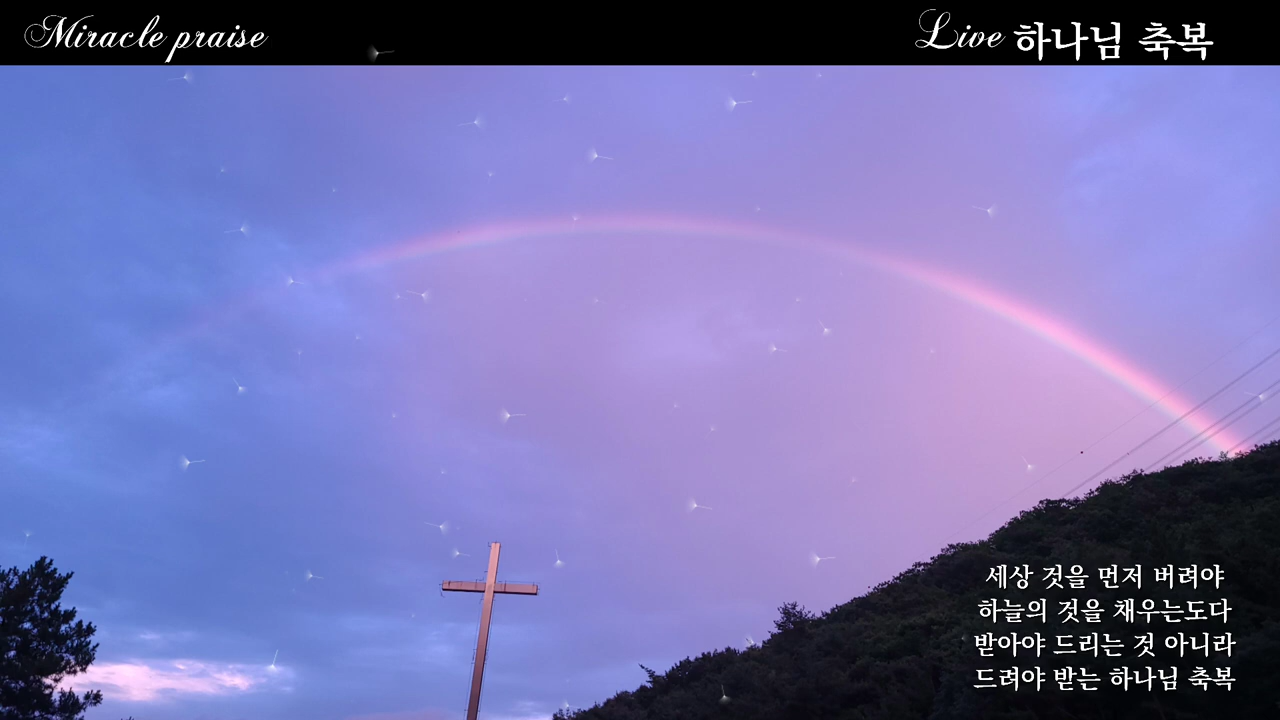 Miracle praise
Live 하나님 축복
세상 것을 먼저 버려야
하늘의 것을 채우는도다
받아야 드리는 것 아니라
드려야 받는 하나님 축복